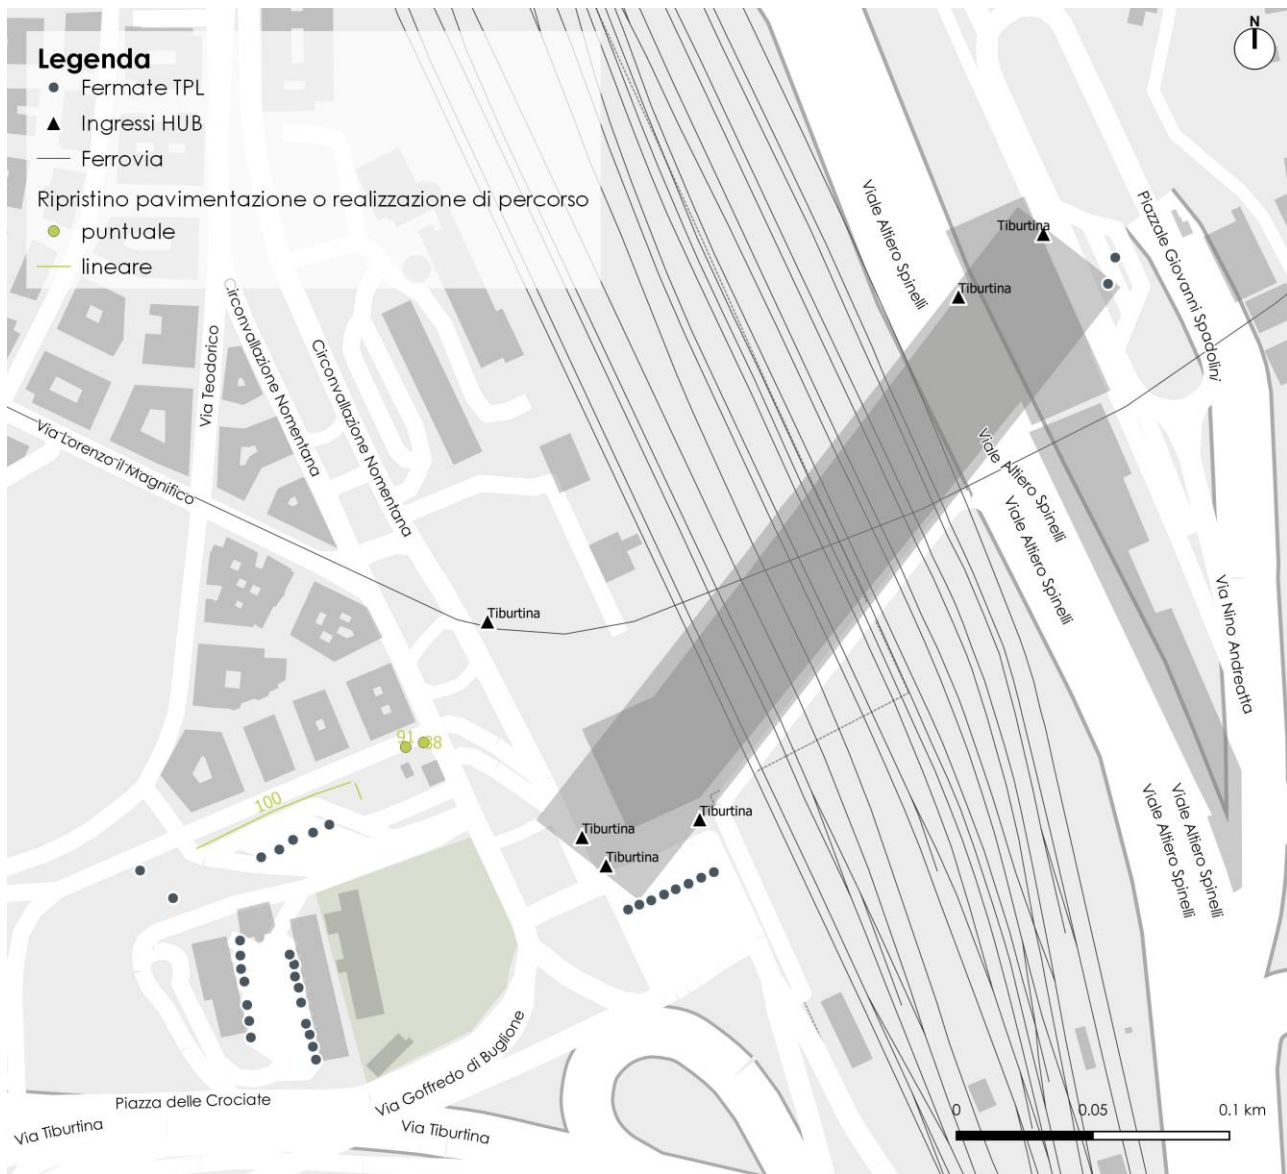 N
Legenda
Fermate TPL
Ingressi HUB
Ferrovia
Ripristino pavimentazione o realizzazione di percorso
puntuale
lineare
Viale Altiero Spinelli
Tiburtina
Piazzale Giovanni Spadolini
Tiburtina
Via Teodorico
Circonvallazione Nomentana
Circonvallazione Nomentana
Via Lorenzo il Magnifico
Viale Altiero Spinelli
Viale Altiero Spinelli
Via Nino Andreatta
Tiburtina
91
88
100
Tiburtina
Tiburtina
Tiburtina
Viale Altiero Spinelli
Viale Altiero Spinelli
Via Goffredo di Buglione
Piazza delle Crociate
Via Tiburtina
Via Tiburtina
0 0.05 0.1 km